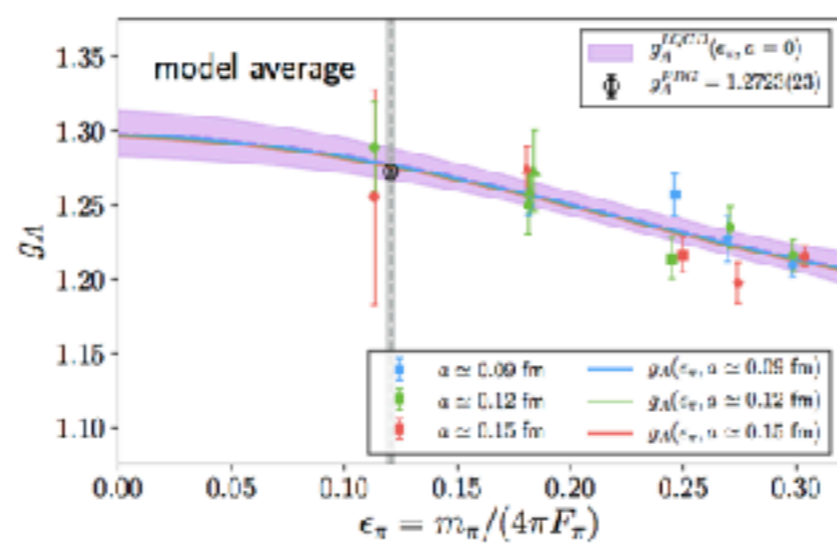 model average
g_A^{LQCD}(ε_π, a = 0)
g_A^{PDG} = 1.2723(23)
1.35
1.30
1.25
1.20
1.15
1.10
g_A
a ≃ 0.09 fm
a ≃ 0.12 fm
a ≃ 0.15 fm
g_A(ε_π, a ≃ 0.09 fm)
g_A(ε_π, a ≃ 0.12 fm)
g_A(ε_π, a ≃ 0.15 fm)
0.00 0.05 0.10 0.15 0.20 0.25 0.30
ε_π = m_π/(4πF_π)